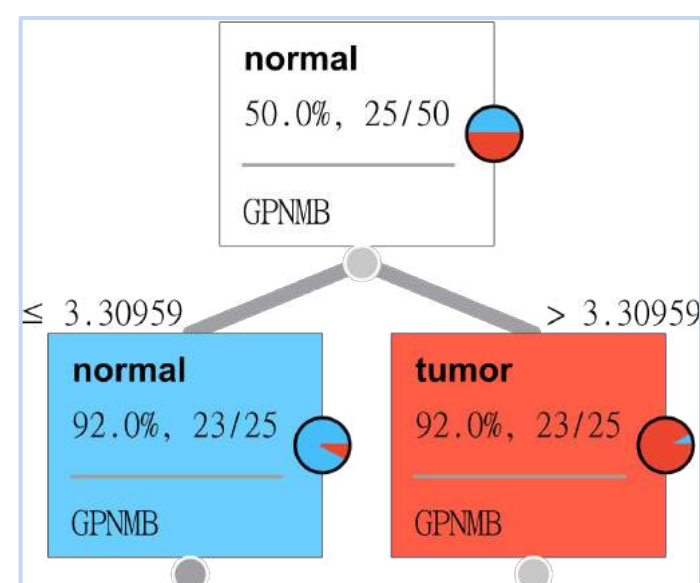 normal
50.0%, 25/50
GPNMB
≤ 3.30959
> 3.30959
normal
92.0%, 23/25
GPNMB
tumor
92.0%, 23/25
GPNMB